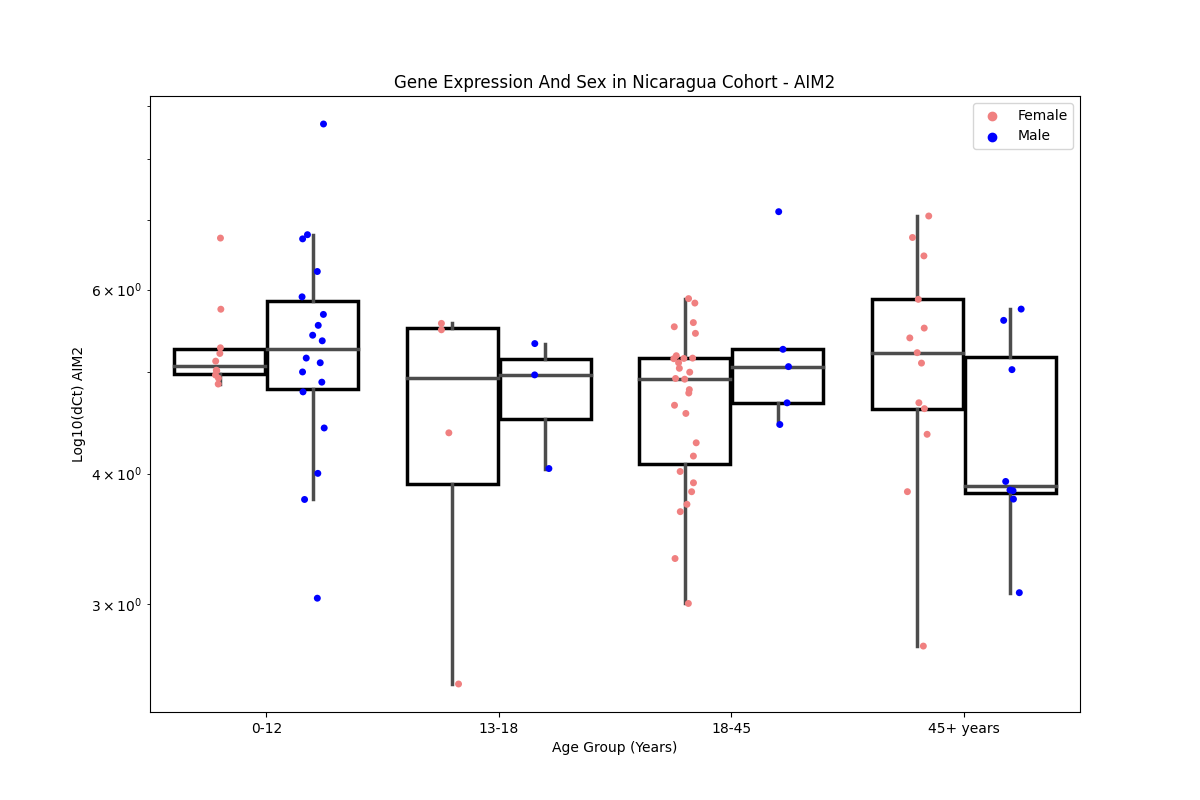 Gene Expression And Sex in Nicaragua Cohort - AIM2
Female
Male
Log10(dCt) AIM2
6 × 10⁰
4 × 10⁰
3 × 10⁰
0-12
13-18
18-45
45+ years
Age Group (Years)